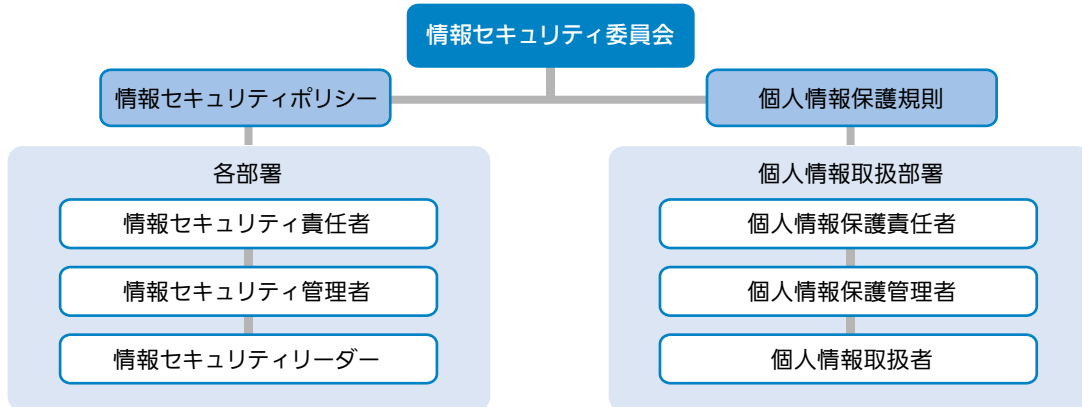 情報セキュリティ委員会
情報セキュリティポリシー
個人情報保護規則
各部署
情報セキュリティ責任者
情報セキュリティ管理者
情報セキュリティリーダー
個人情報取扱部署
個人情報保護責任者
個人情報保護管理者
個人情報取扱者